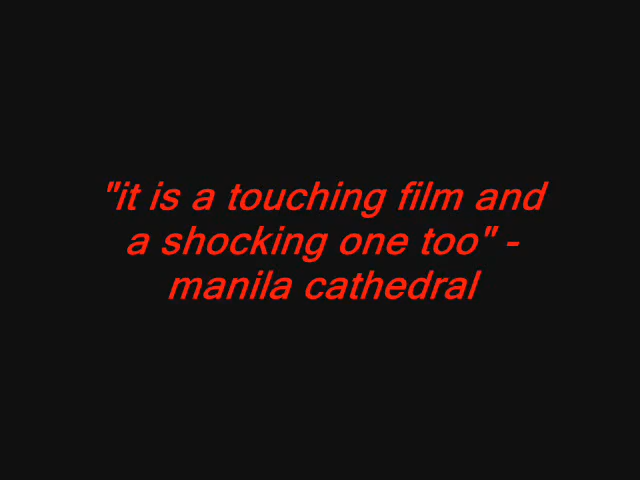 "it is a touching film and
a shocking one too" -
manila cathedral